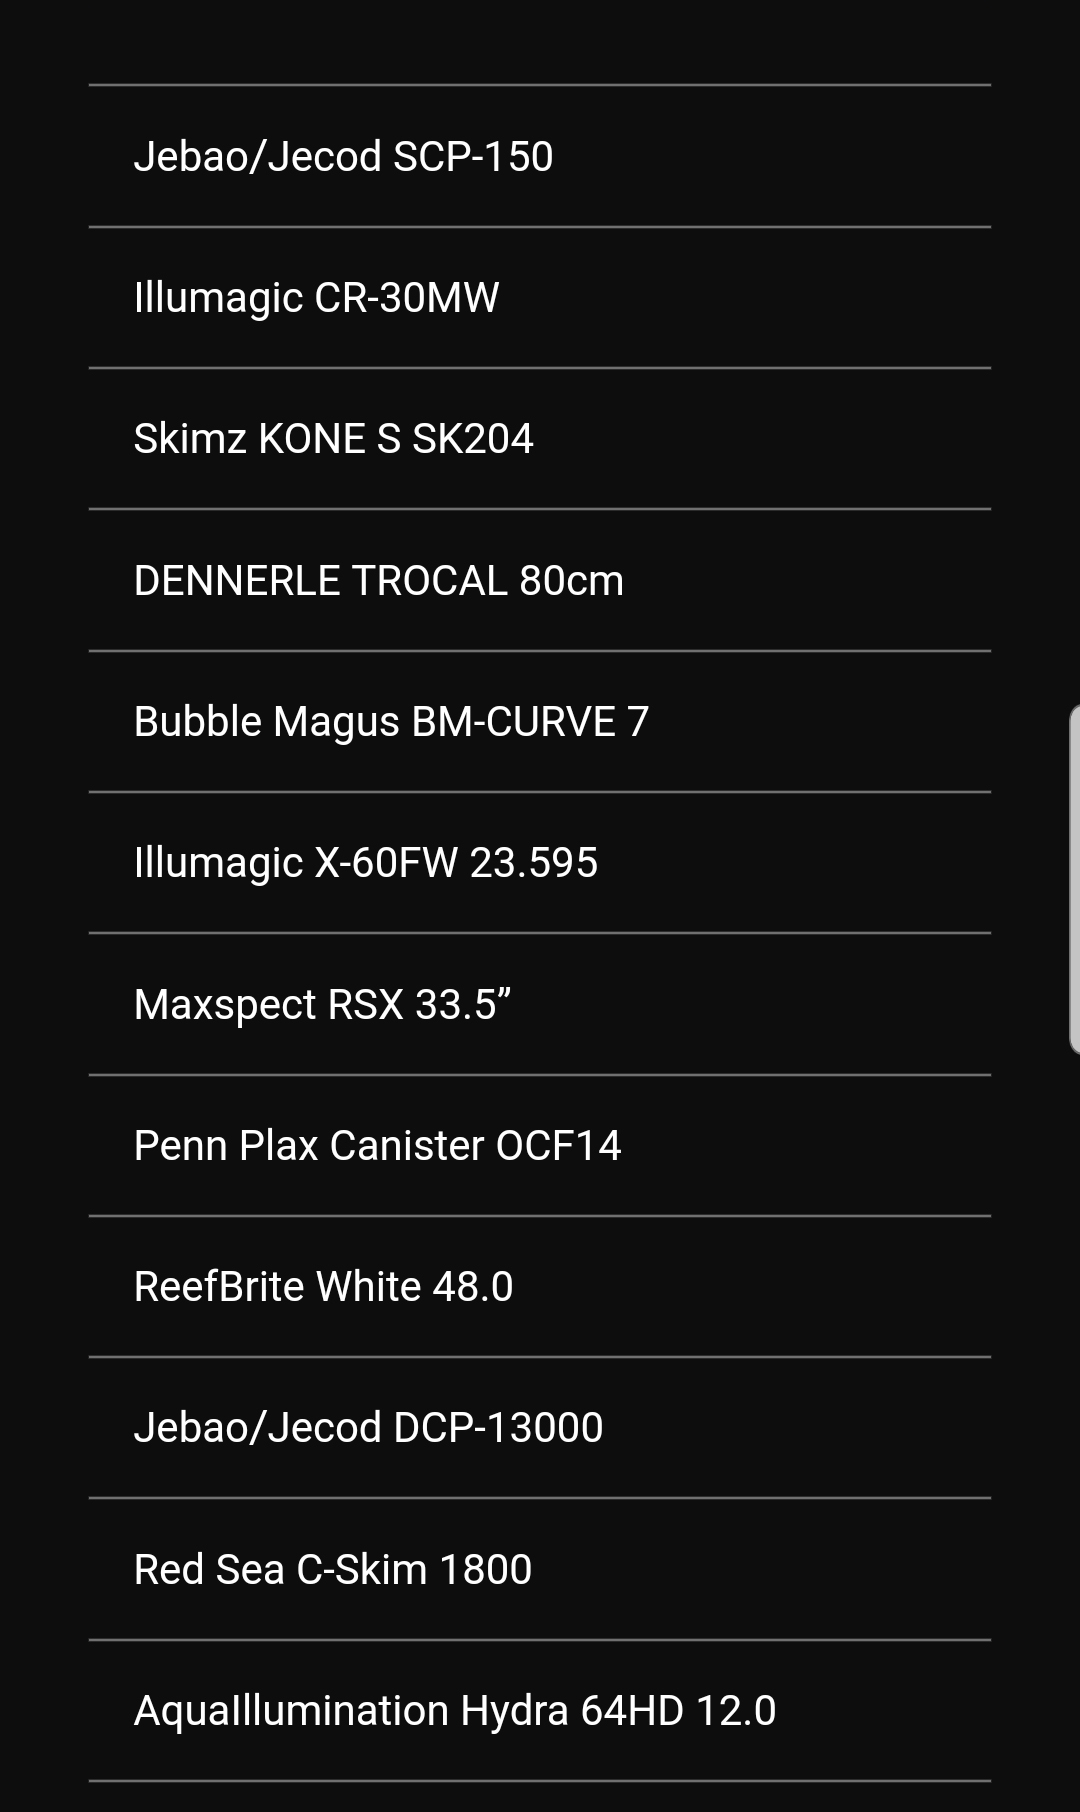 Jebao/Jecod SCP-150
Illumagic CR-30MW
Skimz KONE S SK204
DENNERLE TROCAL 80cm
Bubble Magus BM-CURVE 7
Illumagic X-60FW 23.595
Maxspect RSX 33.5”
Penn Plax Canister OCF14
ReefBrite White 48.0
Jebao/Jecod DCP-13000
Red Sea C-Skim 1800
AquaIllumination Hydra 64HD 12.0